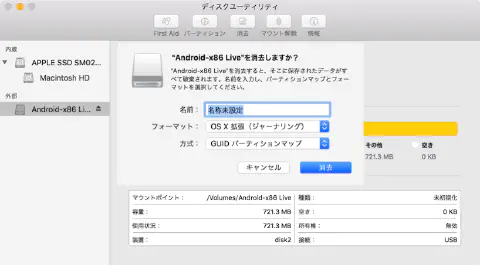 ディスクユーティリティ
First Aid パーティション 消去 マウント解除 情報
内蔵
APPLE SSD SM02...
Macintosh HD
外部
Android-x86 Li...
"Android-x86 Live"を消去しますか？
"Android-x86 Live"を消去すると、そこに保存されたデータがすべて破棄されます。名前を入力し、パーティションマップとフォーマットを選択してください。
名前： 名称未設定
フォーマット： OS X 拡張（ジャーナリング）
方式： GUID パーティションマップ
キャンセル 消去
その他 空き
721.3 MB 0 KB
マウントポイント： /Volumes/Android-x86 Live 種類： 未初期化
容量： 721.3 MB 空き： 0 KB
使用状況： 721.3 MB 所有権： 無効
装置： disk2 接続： USB